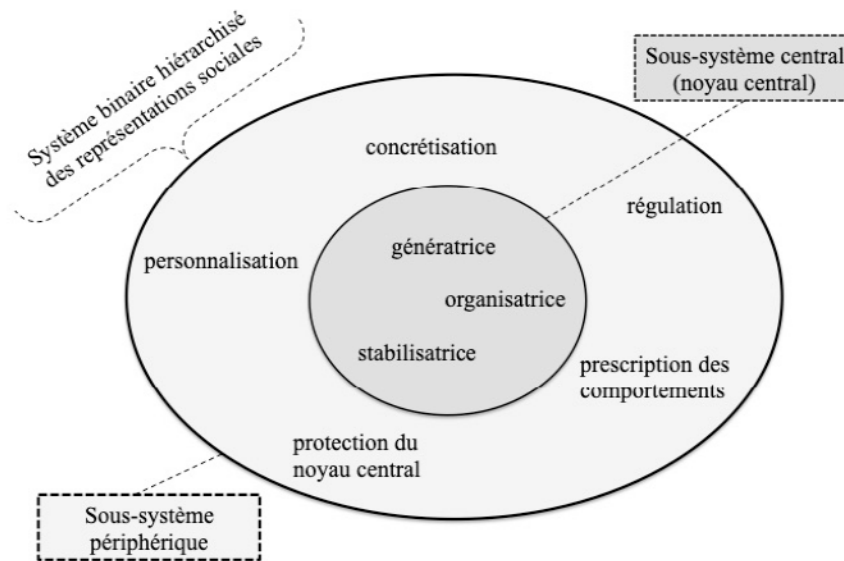 Système binaire hiérarchisé
des représentations sociales
Sous-système central
(noyau central)
concrétisation
régulation
personnalisation
génératrice
organisatrice
stabilisatrice
prescription des
comportements
protection du
noyau central
Sous-système
périphérique